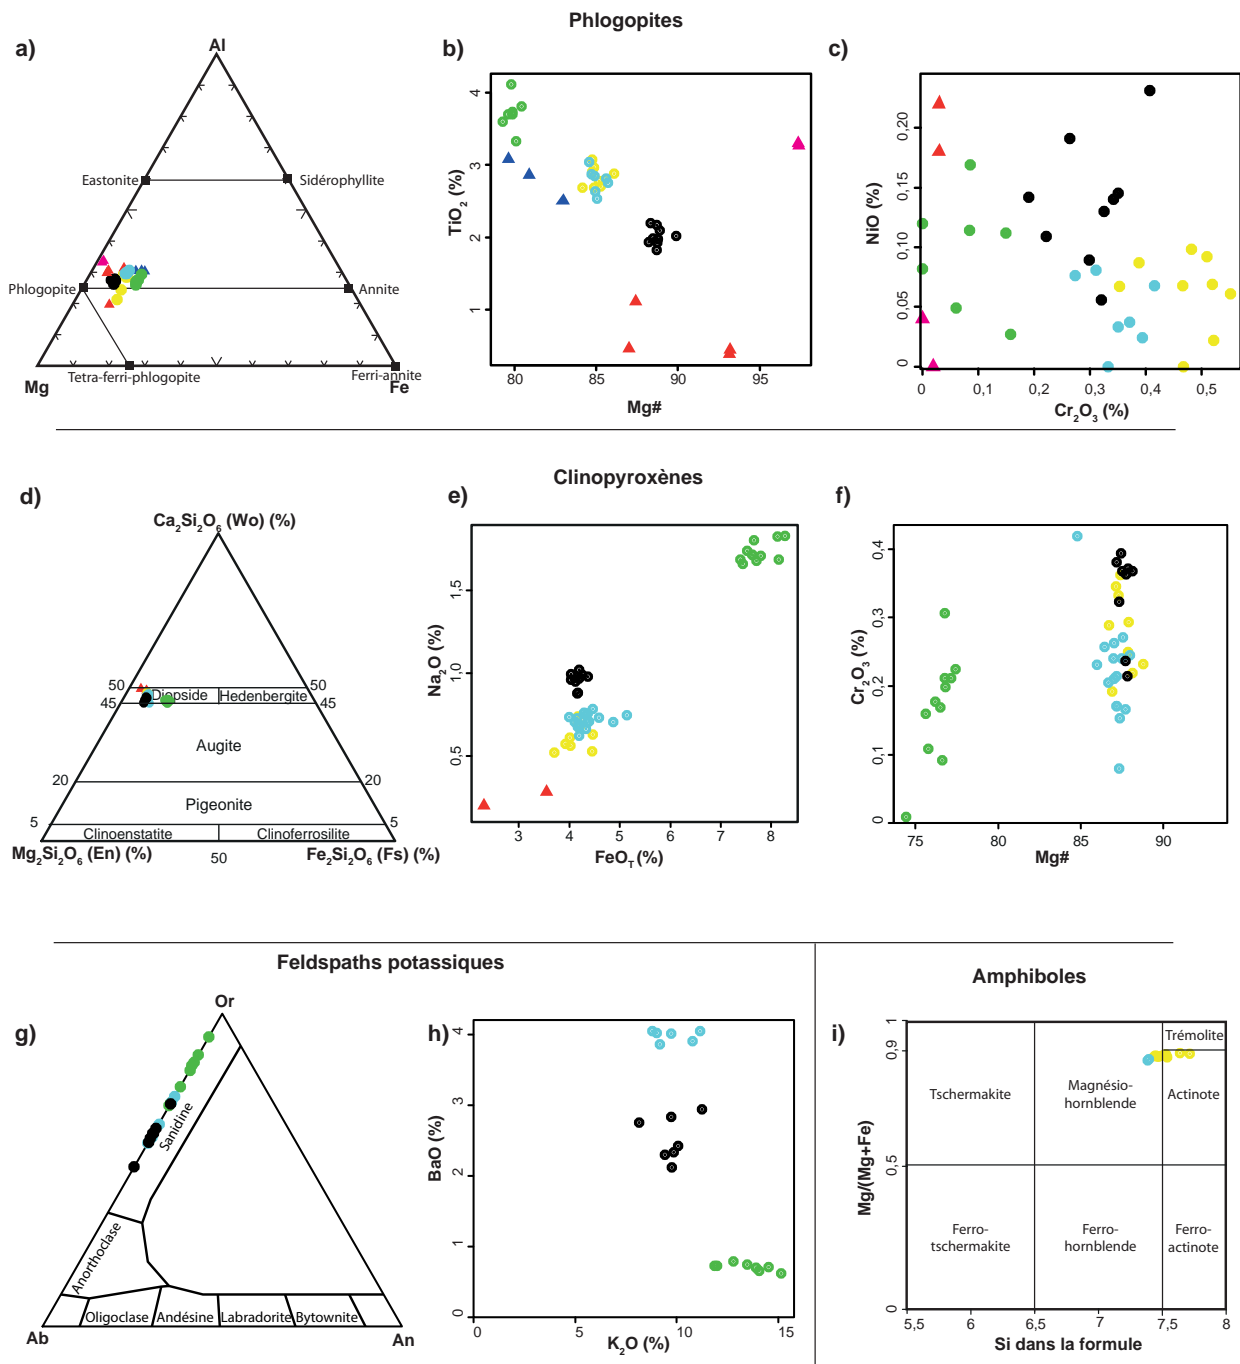 Phlogopites
a)
Al
Eastonite
Sidérophyllite
Phlogopite
Annite
Tetra-ferri-phlogopite
Ferri-annite
Mg
Fe
b)
TiO2 (%)
4
3
2
1
80
85
90
95
Mg#
c)
NiO (%)
0,20
0,15
0,10
0,05
0
0
0,1
0,2
0,3
0,4
0,5
Cr2O3 (%)
Clinopyroxènes
d)
Ca2Si2O6 (Wo) (%)
50
Diopside
Hedenbergite
50
45
45
Augite
20
20
Pigeonite
5
5
Clinoenstatite
Clinoferrosilite
Mg2Si2O6 (En) (%)
50
Fe2Si2O6 (Fs) (%)
e)
Na2O (%)
1,5
1,0
0,5
3
4
5
6
7
8
FeOT(%)
f)
Cr2O3 (%)
0,4
0,3
0,2
0,1
0
75
80
85
90
Mg#
Feldspaths potassiques
g)
Or
Sanidine
Anorthoclase
Oligoclase
Andésine
Labradorite
Bytownite
Ab
An
h)
BaO (%)
4
3
2
1
0
0
5
10
15
K2O (%)
Amphiboles
i)
Mg/(Mg+Fe)
1
0,9
0,5
0
Trémolite
Tschermakite
Magnésio-
hornblende
Actinote
Ferro-
tschermakite
Ferro-
hornblende
Ferro-
actinote
5,5
6
6,5
7
7,5
8
Si dans la formule